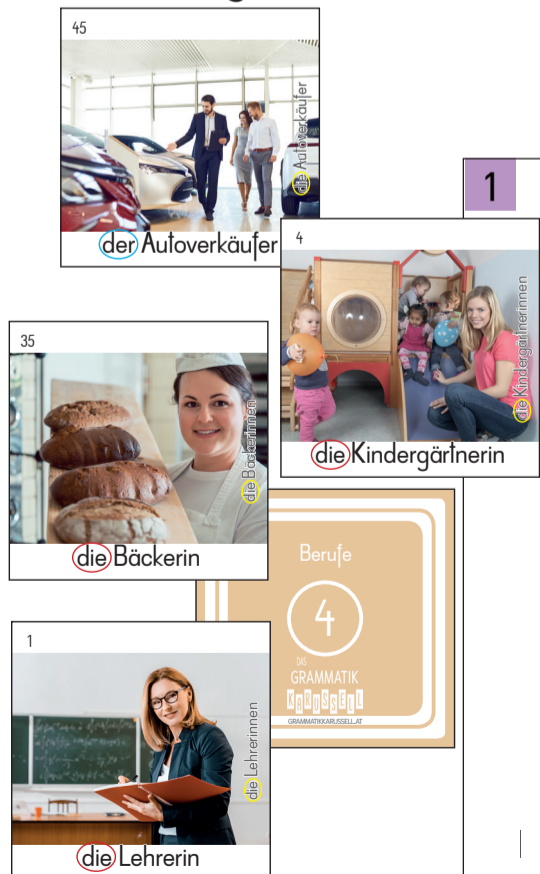 45
die Autoverkäufer
der Autoverkäufer
1
4
die Kindergärtnerinnen
die Kindergärtnerin
35
die Bäckerinnen
die Bäckerin
Berufe
4
DAS
GRAMMATIK
KARUSSELL
GRAMMATIKKARUSSELL.AT
1
die Lehrerinnen
die Lehrerin